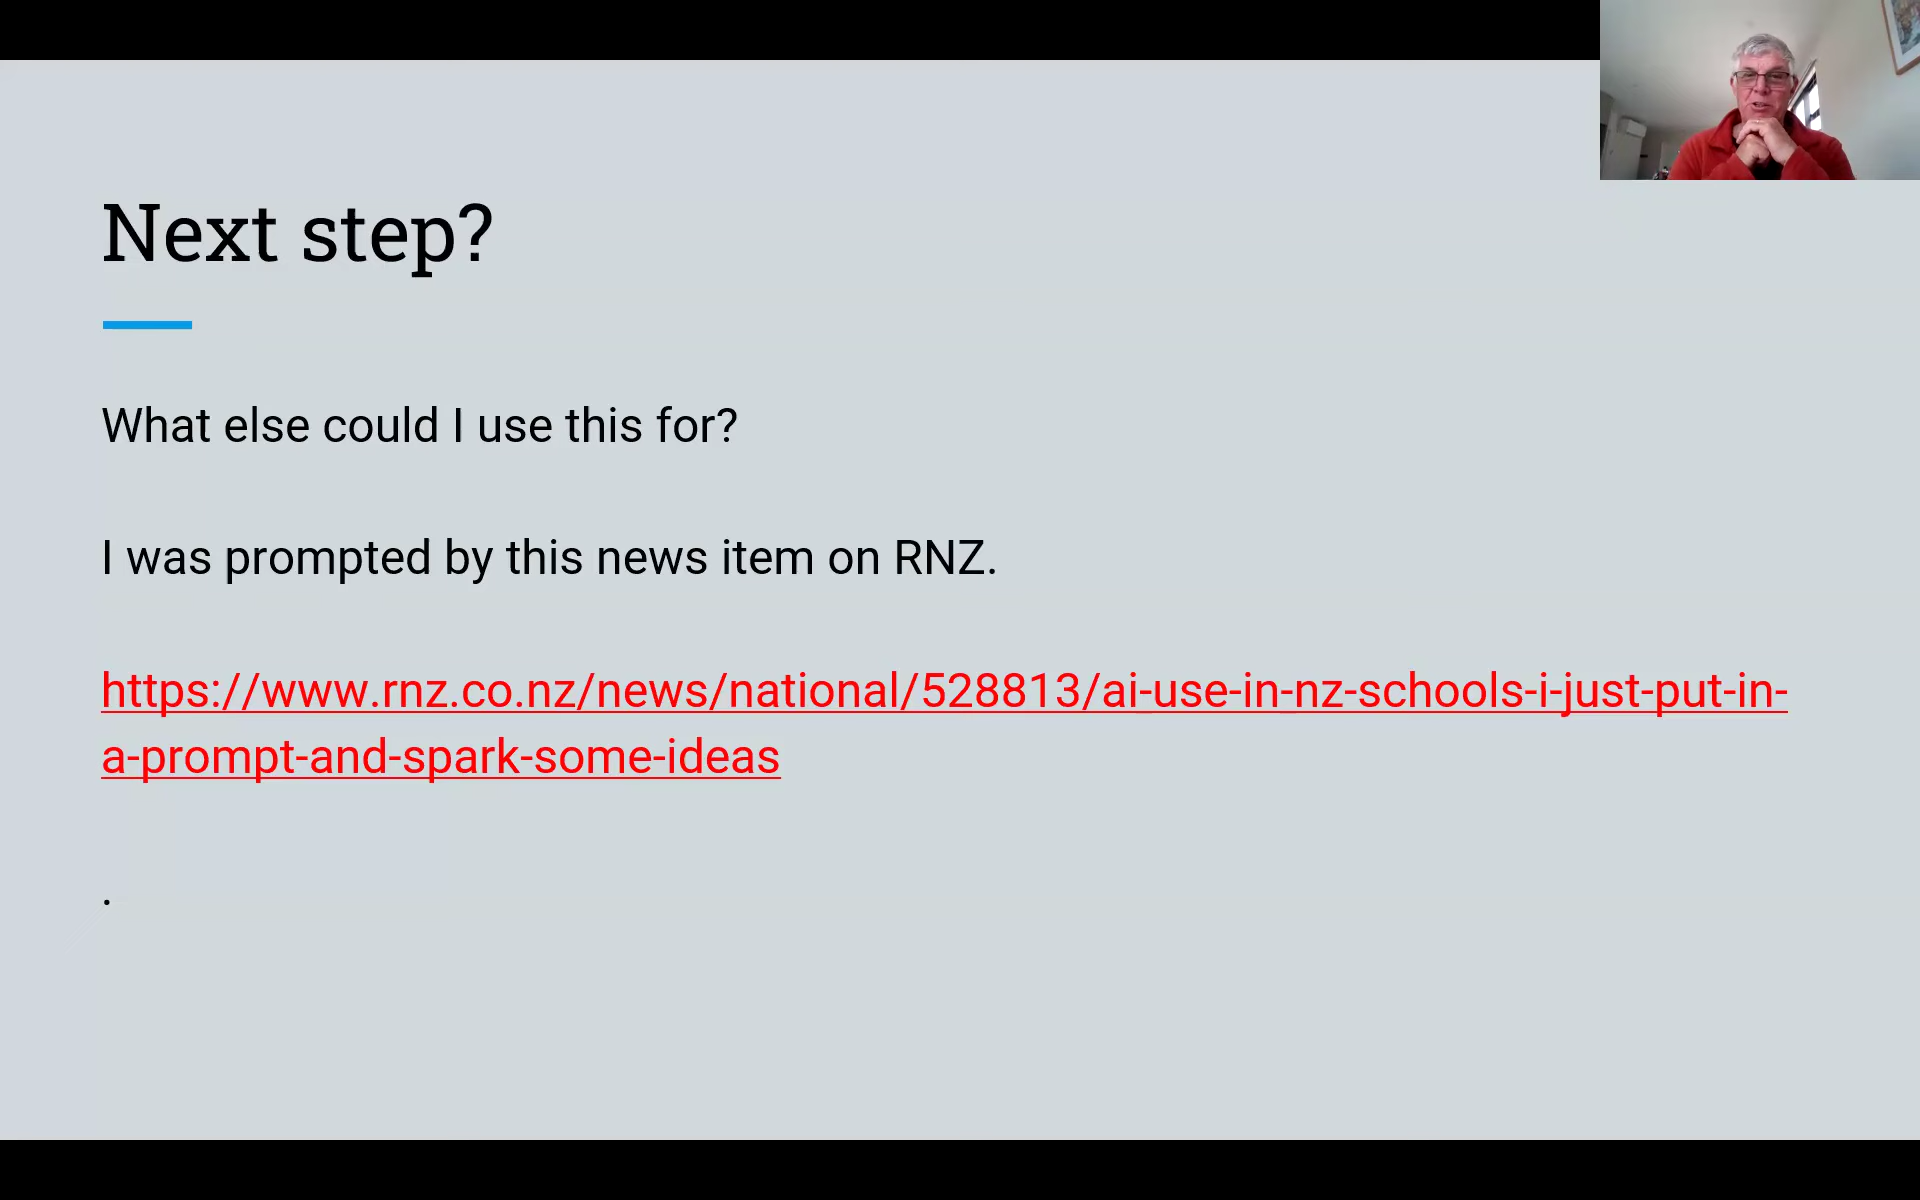 Next step?
What else could I use this for?
I was prompted by this news item on RNZ.
https://www.rnz.co.nz/news/national/528813/ai-use-in-nz-schools-i-just-put-in-
a-prompt-and-spark-some-ideas
.